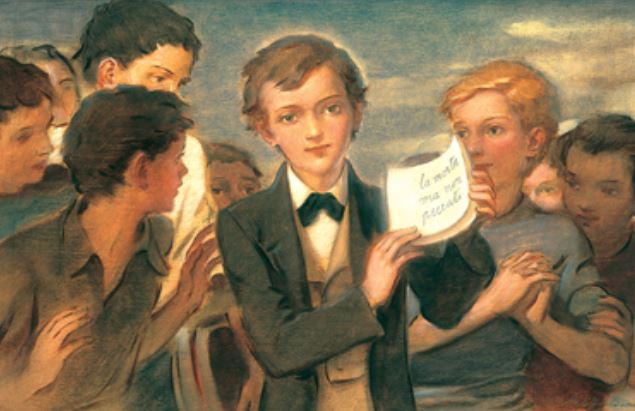 la morte
ma non
peccati